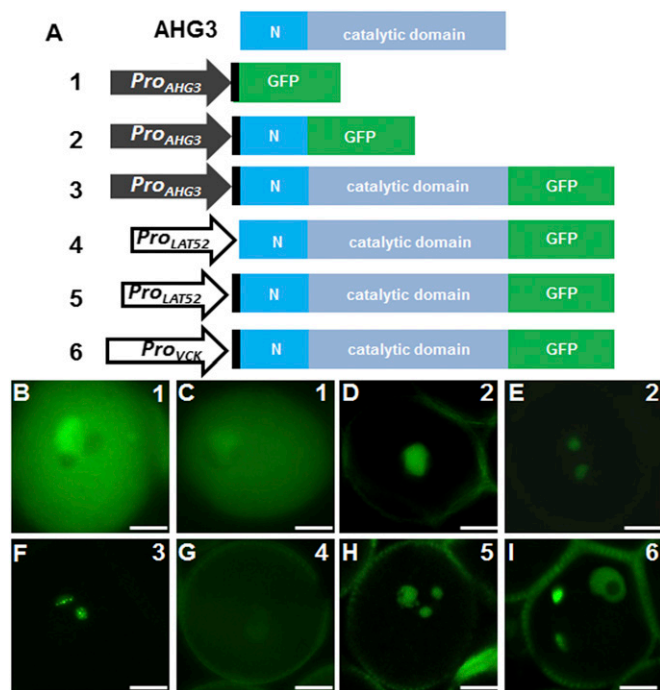 A AHG3 N catalytic domain
1 ProAHG3 GFP
2 ProAHG3 N GFP
3 ProAHG3 N catalytic domain GFP
4 ProLAT52 N catalytic domain GFP
5 ProLAT52 N catalytic domain GFP
6 ProVCK N catalytic domain GFP
B 1 C 1 D 2 E 2
F 3 G 4 H 5 I 6